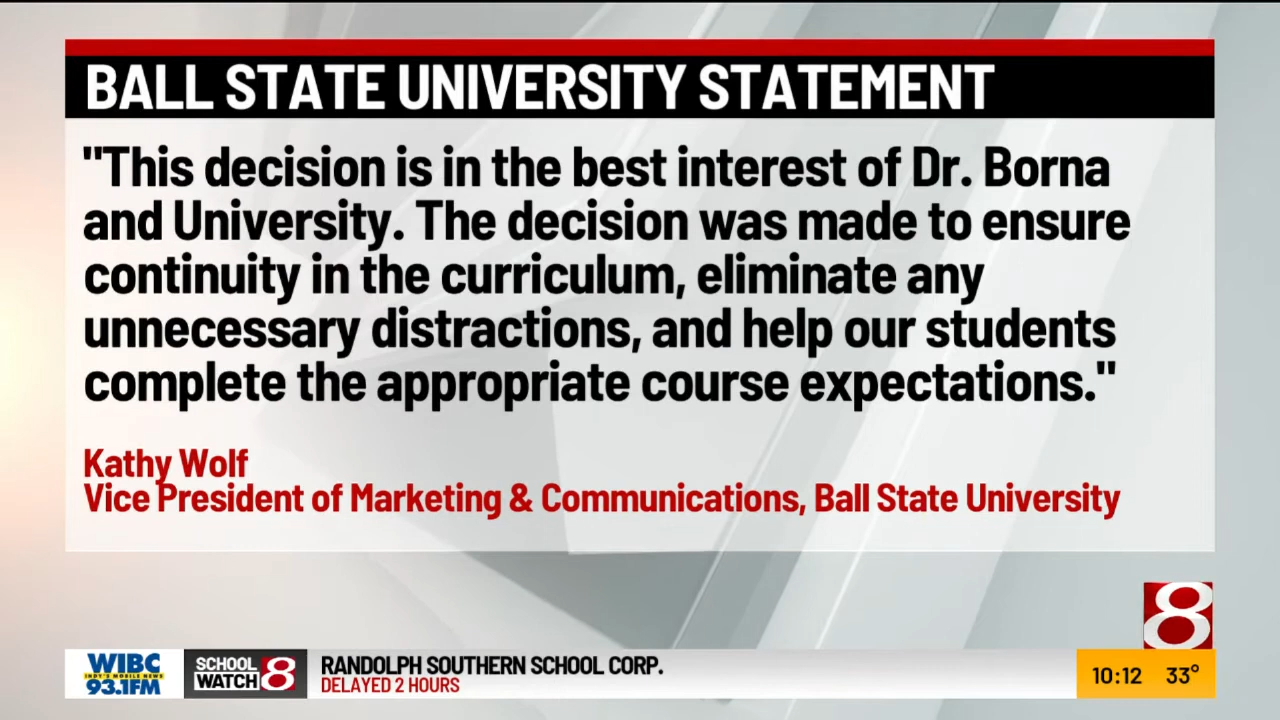 BALL STATE UNIVERSITY STATEMENT
"This decision is in the best interest of Dr. Borna
and University. The decision was made to ensure
continuity in the curriculum, eliminate any
unnecessary distractions, and help our students
complete the appropriate course expectations."
Kathy Wolf
Vice President of Marketing & Communications, Ball State University
8
WIBC
INDY'S MOBILE NEWS
93.1FM
SCHOOL
WATCH 8
RANDOLPH SOUTHERN SCHOOL CORP.
DELAYED 2 HOURS
10:12 33°